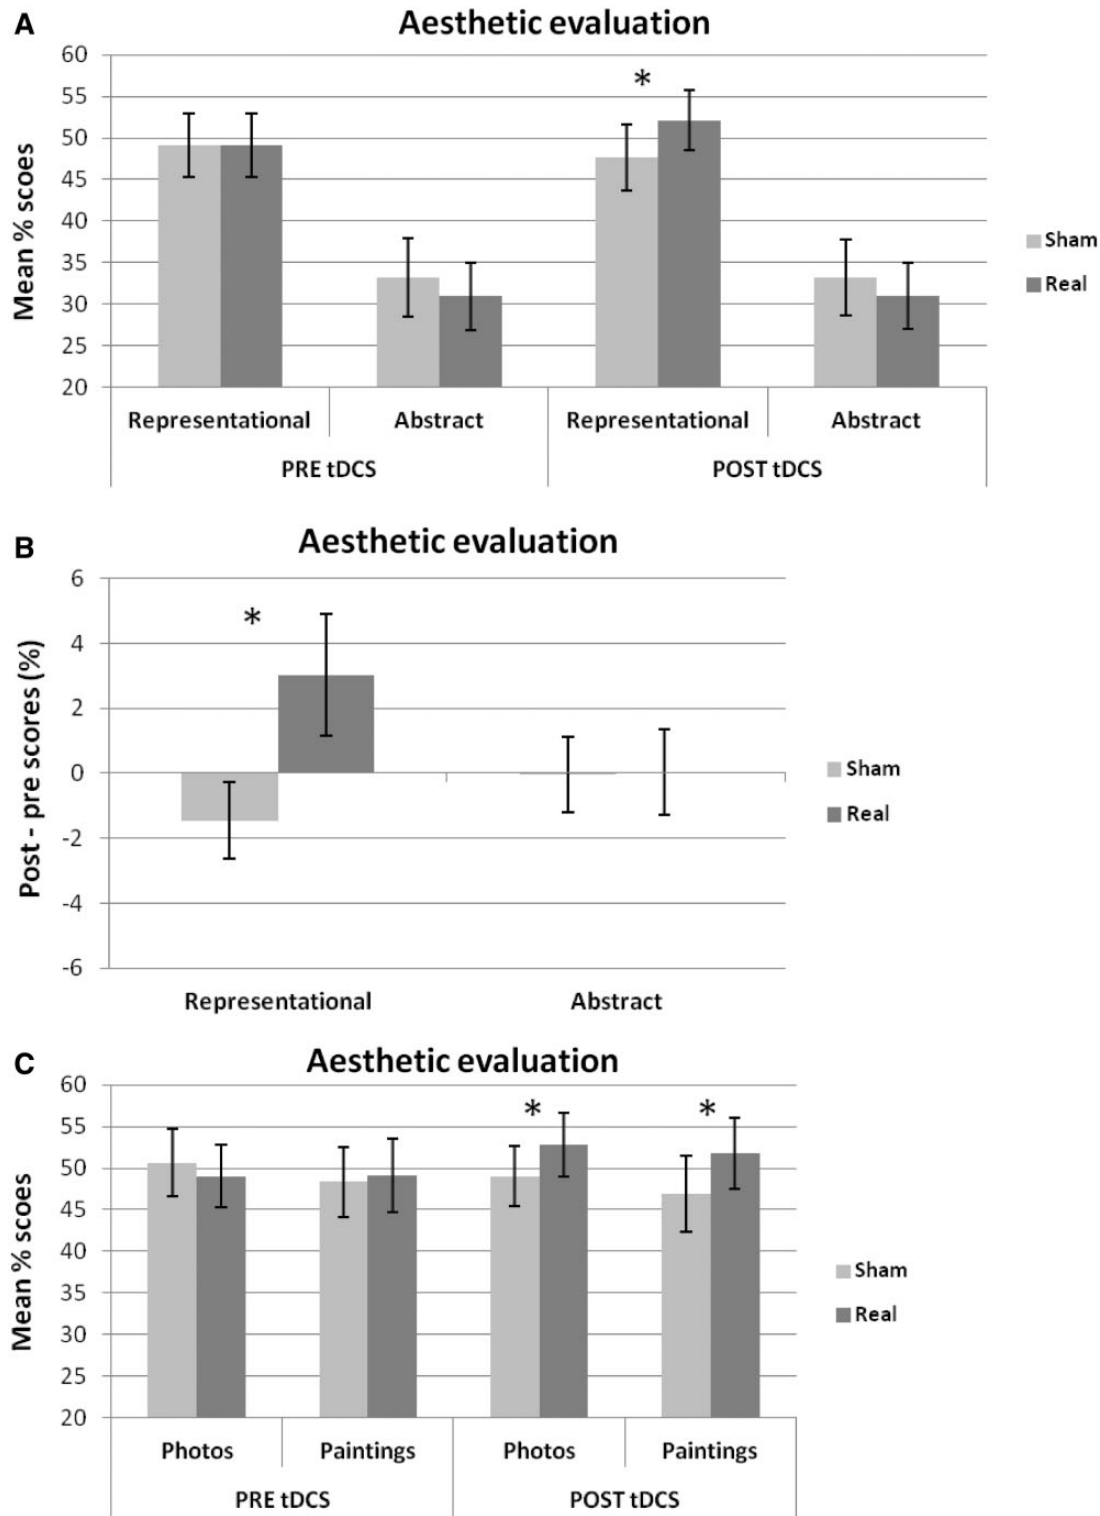 A
Aesthetic evaluation
Mean % scoes
60
55
50
45
40
35
30
25
20
*
Sham
Real
Representational Abstract Representational Abstract
PRE tDCS POST tDCS
B
Aesthetic evaluation
Post - pre scores (%)
6
4
2
0
-2
-4
-6
*
Sham
Real
Representational Abstract
C
Aesthetic evaluation
Mean % scoes
60
55
50
45
40
35
30
25
20
* *
Sham
Real
Photos Paintings Photos Paintings
PRE tDCS POST tDCS